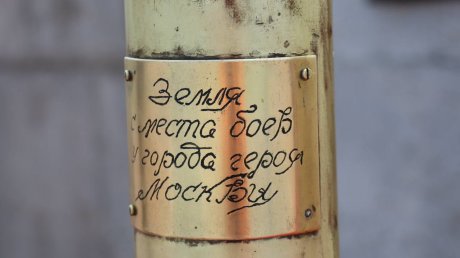 Земля
с места боев
у города героя
Москвы